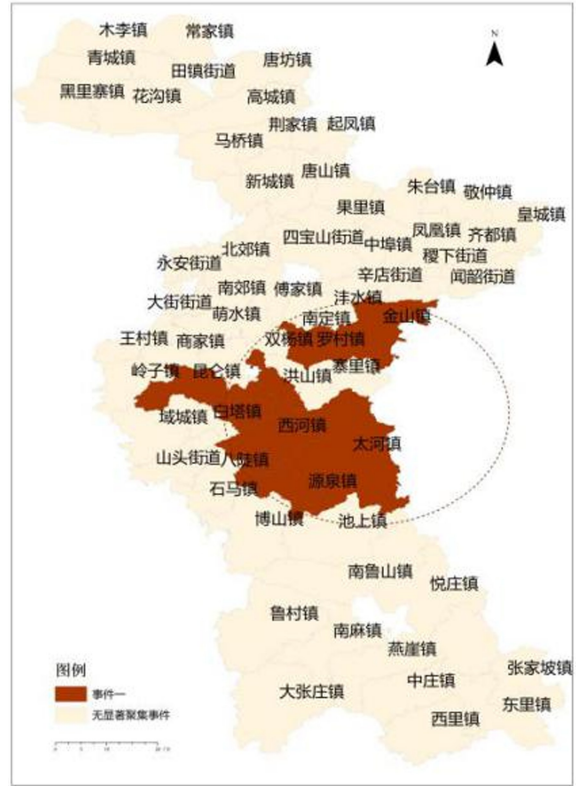 N
木李镇 常家镇
青城镇 唐坊镇
田镇街道
黑里寨镇 花沟镇 高城镇
荆家镇 起凤镇
马桥镇
唐山镇
新城镇 朱台镇 敬仲镇
果里镇 皇城镇
四宝山街道 中埠镇 凤凰镇 齐都镇
北郊镇 稷下街道
永安街道 辛店街道 闻韶街道
南郊镇 傅家镇 沣水镇
大街街道 萌水镇 南定镇 金山镇
王村镇 商家镇 双杨镇 罗村镇
岭子镇 昆仑镇 洪山镇 寨里镇
域城镇 白塔镇 西河镇
太河镇
山头街道 八陡镇
石马镇 源泉镇
博山镇 池上镇
南鲁山镇 悦庄镇
鲁村镇
南麻镇
燕崖镇
张家坡镇
大张庄镇 中庄镇
西里镇 东里镇
图例
事件一
无显著聚集事件